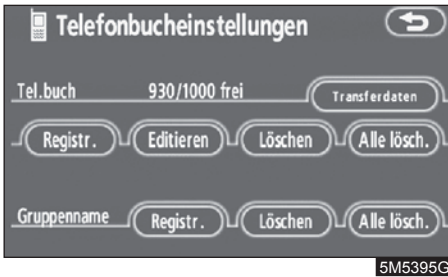 Telefonbucheinstellungen
Tel.buch 930/1000 frei Transferdaten
Registr. Editieren Löschen Alle lösch.
Gruppenname Registr. Löschen Alle lösch.
5M5395G